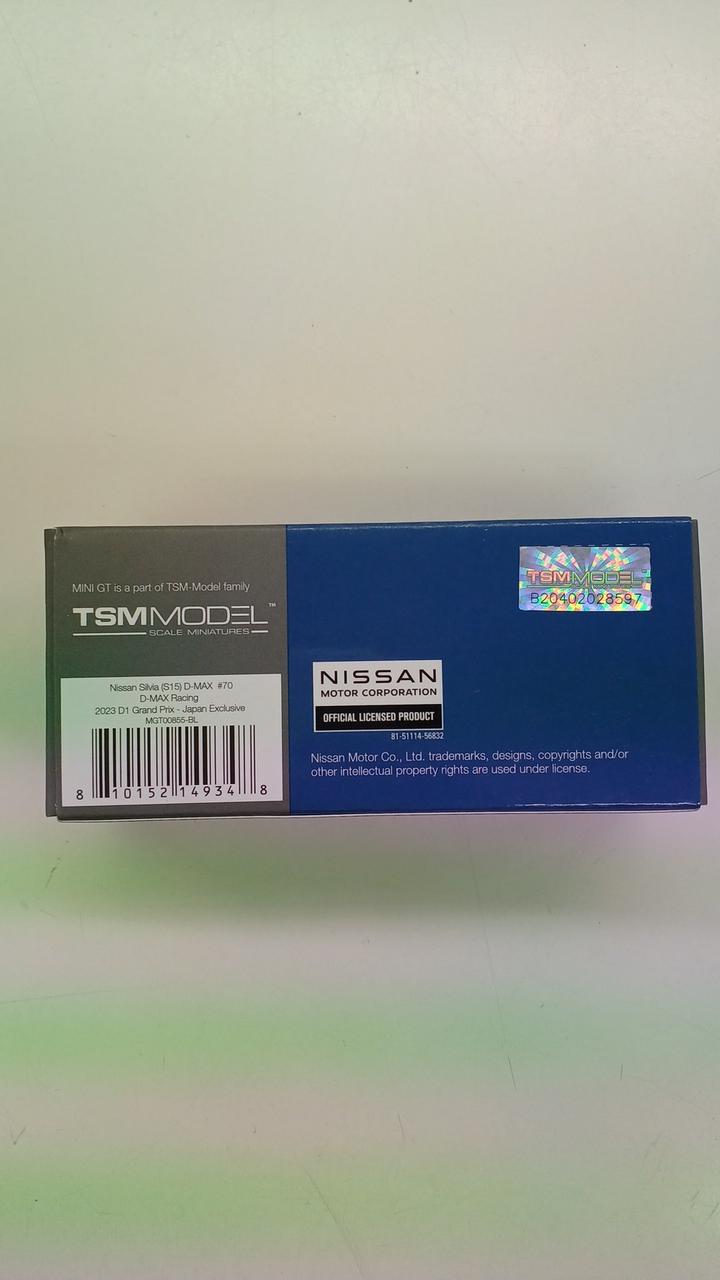 MINI GT is a part of TSM-Model family
TSMMODEL™
SCALE MINIATURES
Nissan Silvia (S15) D-MAX #70
D-MAX Racing
2023 D1 Grand Prix - Japan Exclusive
MGT00855-BL
8 10152 14934 8
TSMMODEL
B20402028597
NISSAN
MOTOR CORPORATION
OFFICIAL LICENSED PRODUCT
81-51114-56832
Nissan Motor Co., Ltd. trademarks, designs, copyrights and/or
other intellectual property rights are used under license.